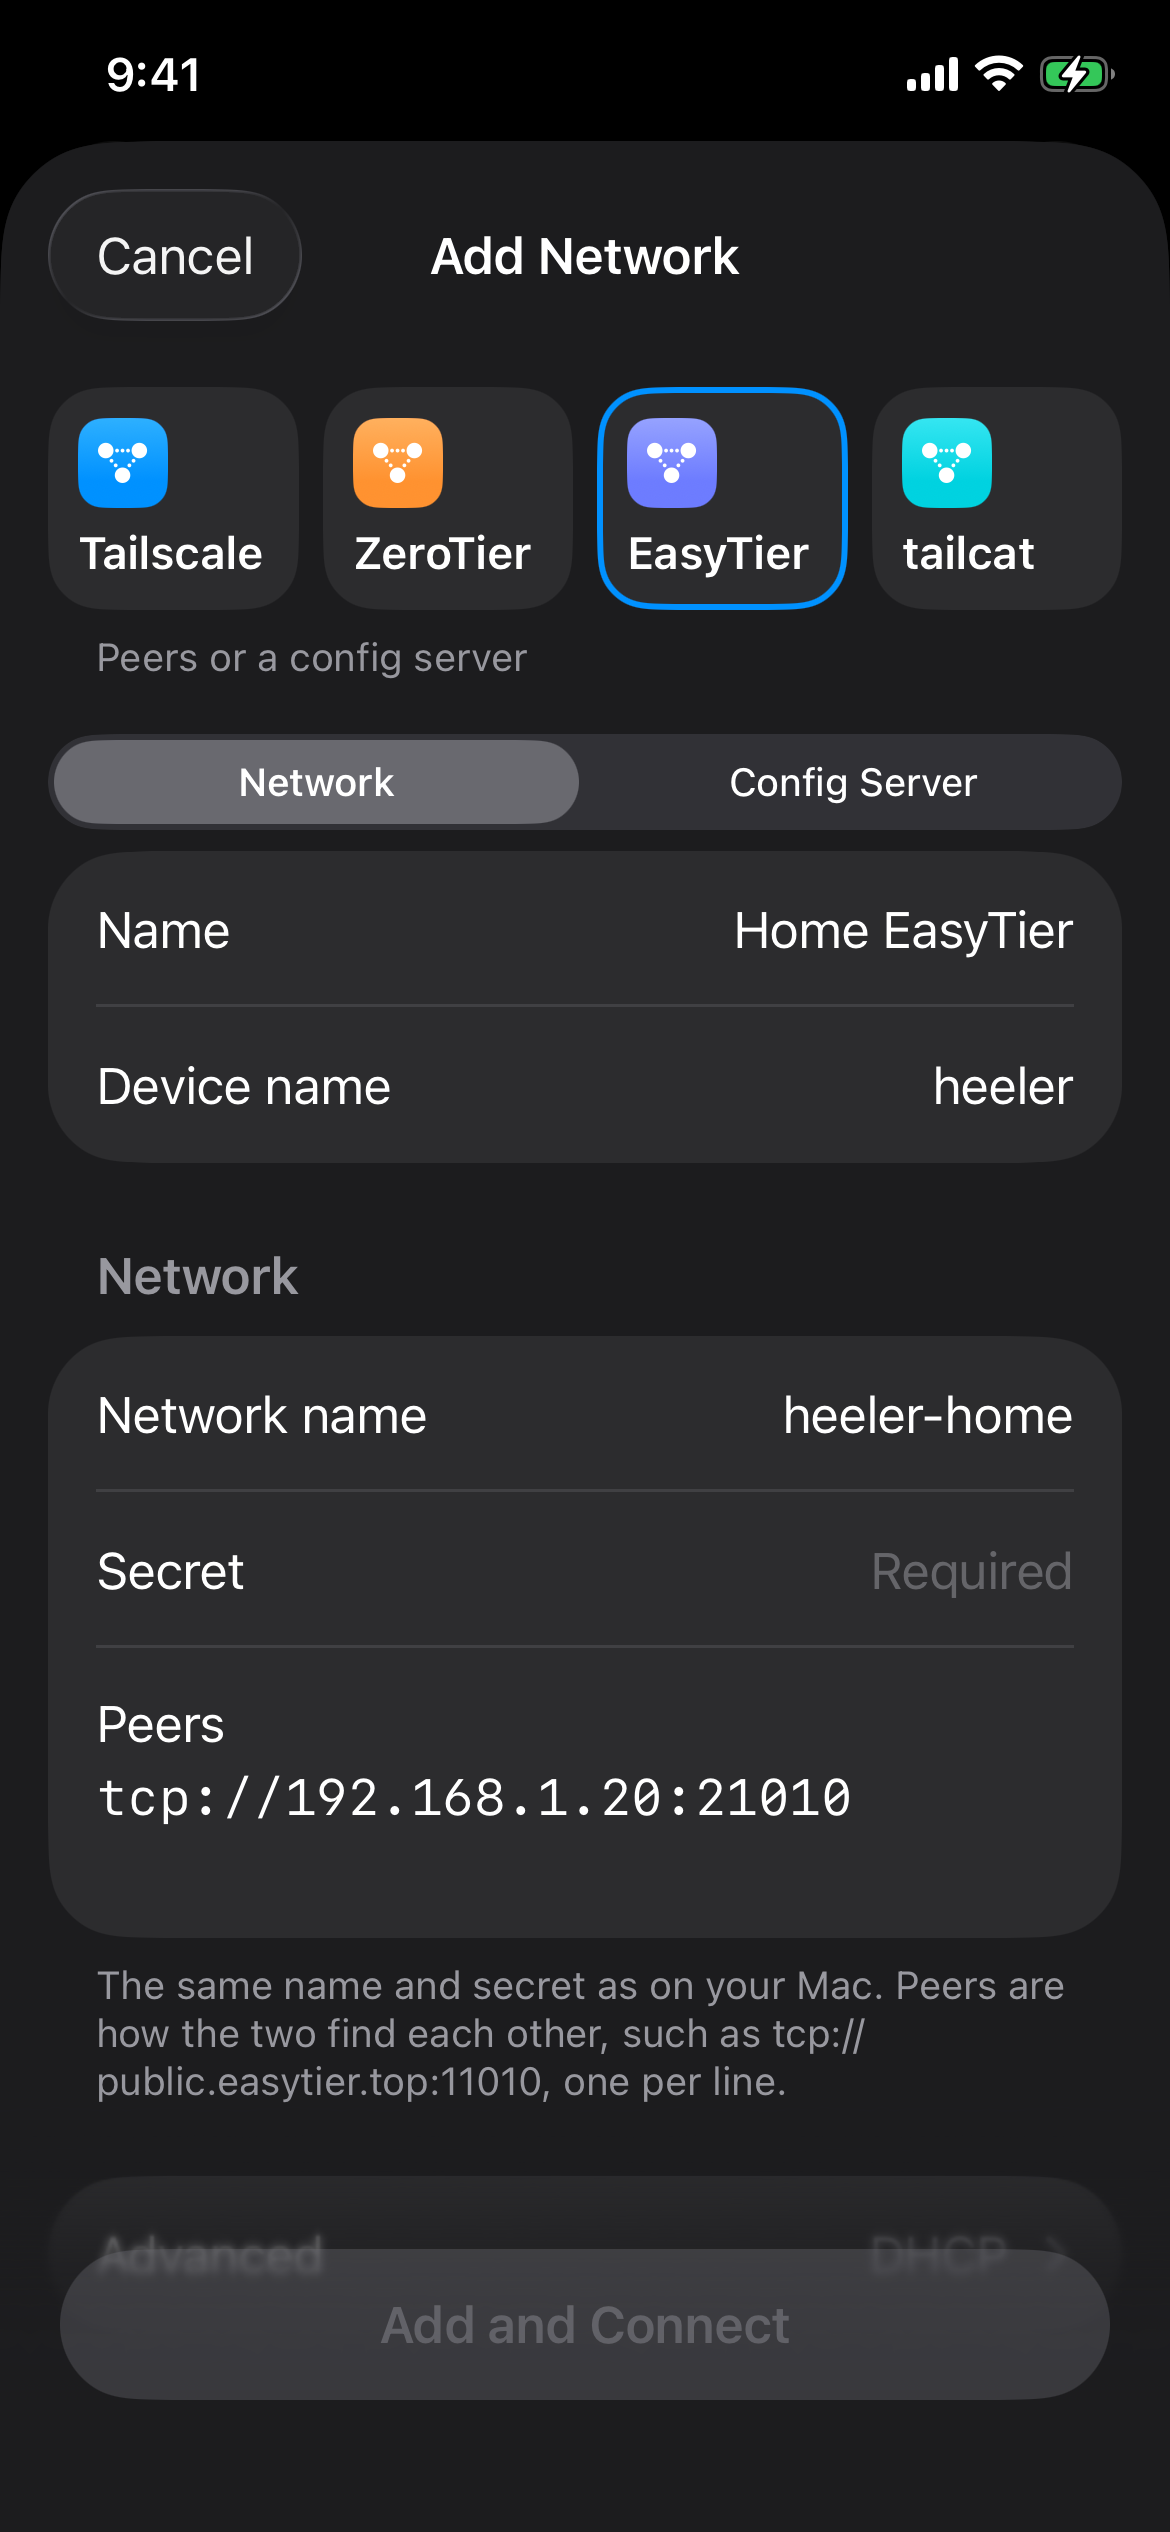 9:41
Cancel
Add Network
Tailscale
ZeroTier
EasyTier
tailcat
Peers or a config server
Network
Config Server
Name
Home EasyTier
Device name
heeler
Network
Network name
heeler-home
Secret
Required
Peers
tcp://192.168.1.20:21010
The same name and secret as on your Mac. Peers are
how the two find each other, such as tcp://
public.easytier.top:11010, one per line.
Advanced
DHCP
Add and Connect